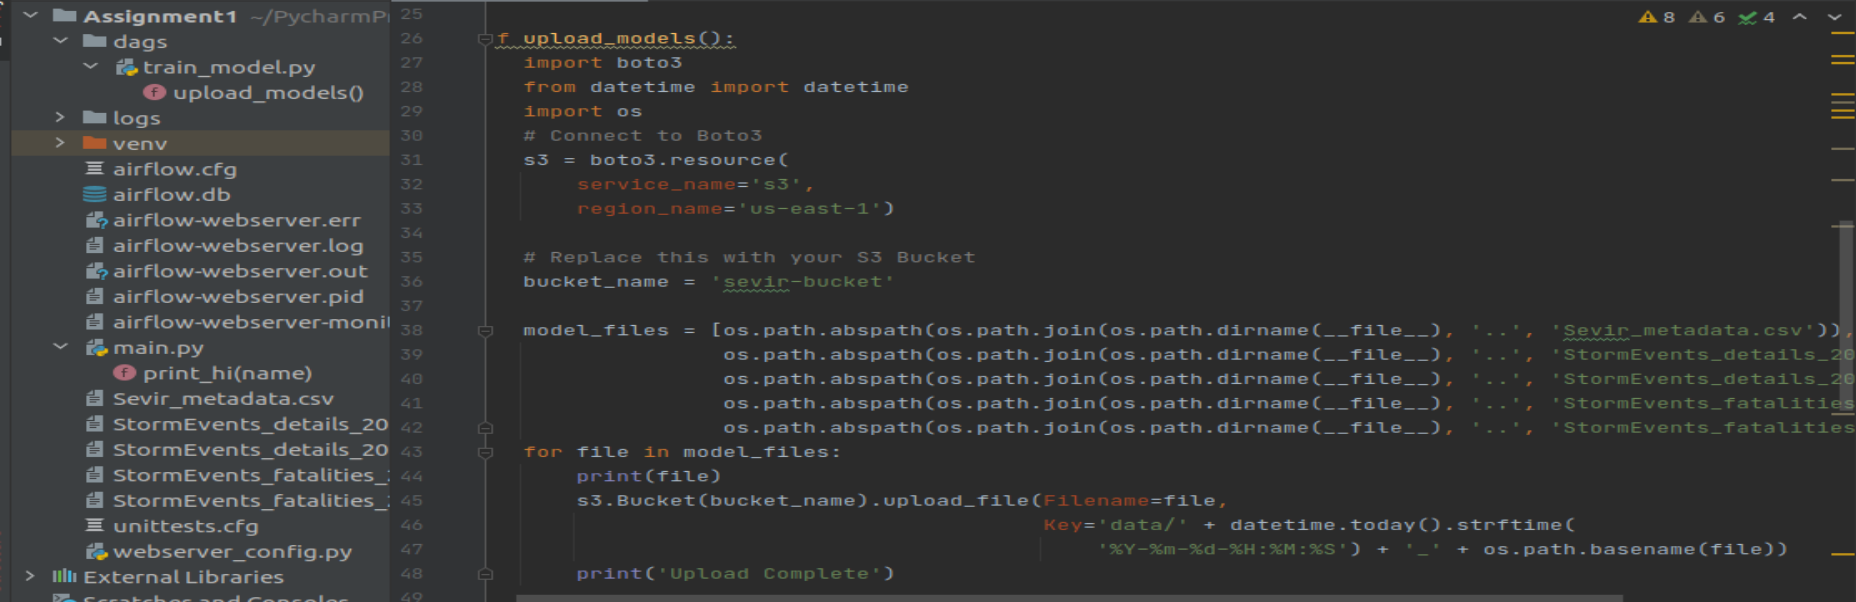 Assignment1 ~/PycharmPr
dags
train_model.py
upload_models()
logs
venv
airflow.cfg
airflow.db
airflow-webserver.err
airflow-webserver.log
airflow-webserver.out
airflow-webserver.pid
airflow-webserver-moni
main.py
print_hi(name)
Sevir_metadata.csv
StormEvents_details_20
StormEvents_details_20
StormEvents_fatalities_
StormEvents_fatalities_
unittests.cfg
webserver_config.py
External Libraries
Scratches and Consoles
8 6 4
25
26 f upload_models():
27 import boto3
28 from datetime import datetime
29 import os
30 # Connect to Boto3
31 s3 = boto3.resource(
32 service_name='s3',
33 region_name='us-east-1')
34
35 # Replace this with your S3 Bucket
36 bucket_name = 'sevir-bucket'
37
38 model_files = [os.path.abspath(os.path.join(os.path.dirname(__file__), '..', 'Sevir_metadata.csv')),
39 os.path.abspath(os.path.join(os.path.dirname(__file__), '..', 'StormEvents_details_20
40 os.path.abspath(os.path.join(os.path.dirname(__file__), '..', 'StormEvents_details_20
41 os.path.abspath(os.path.join(os.path.dirname(__file__), '..', 'StormEvents_fatalities
42 os.path.abspath(os.path.join(os.path.dirname(__file__), '..', 'StormEvents_fatalities
43 for file in model_files:
44 print(file)
45 s3.Bucket(bucket_name).upload_file(Filename=file,
46 Key='data/' + datetime.today().strftime(
47 '%Y-%m-%d-%H:%M:%S') + '_' + os.path.basename(file))
48 print('Upload Complete')
49